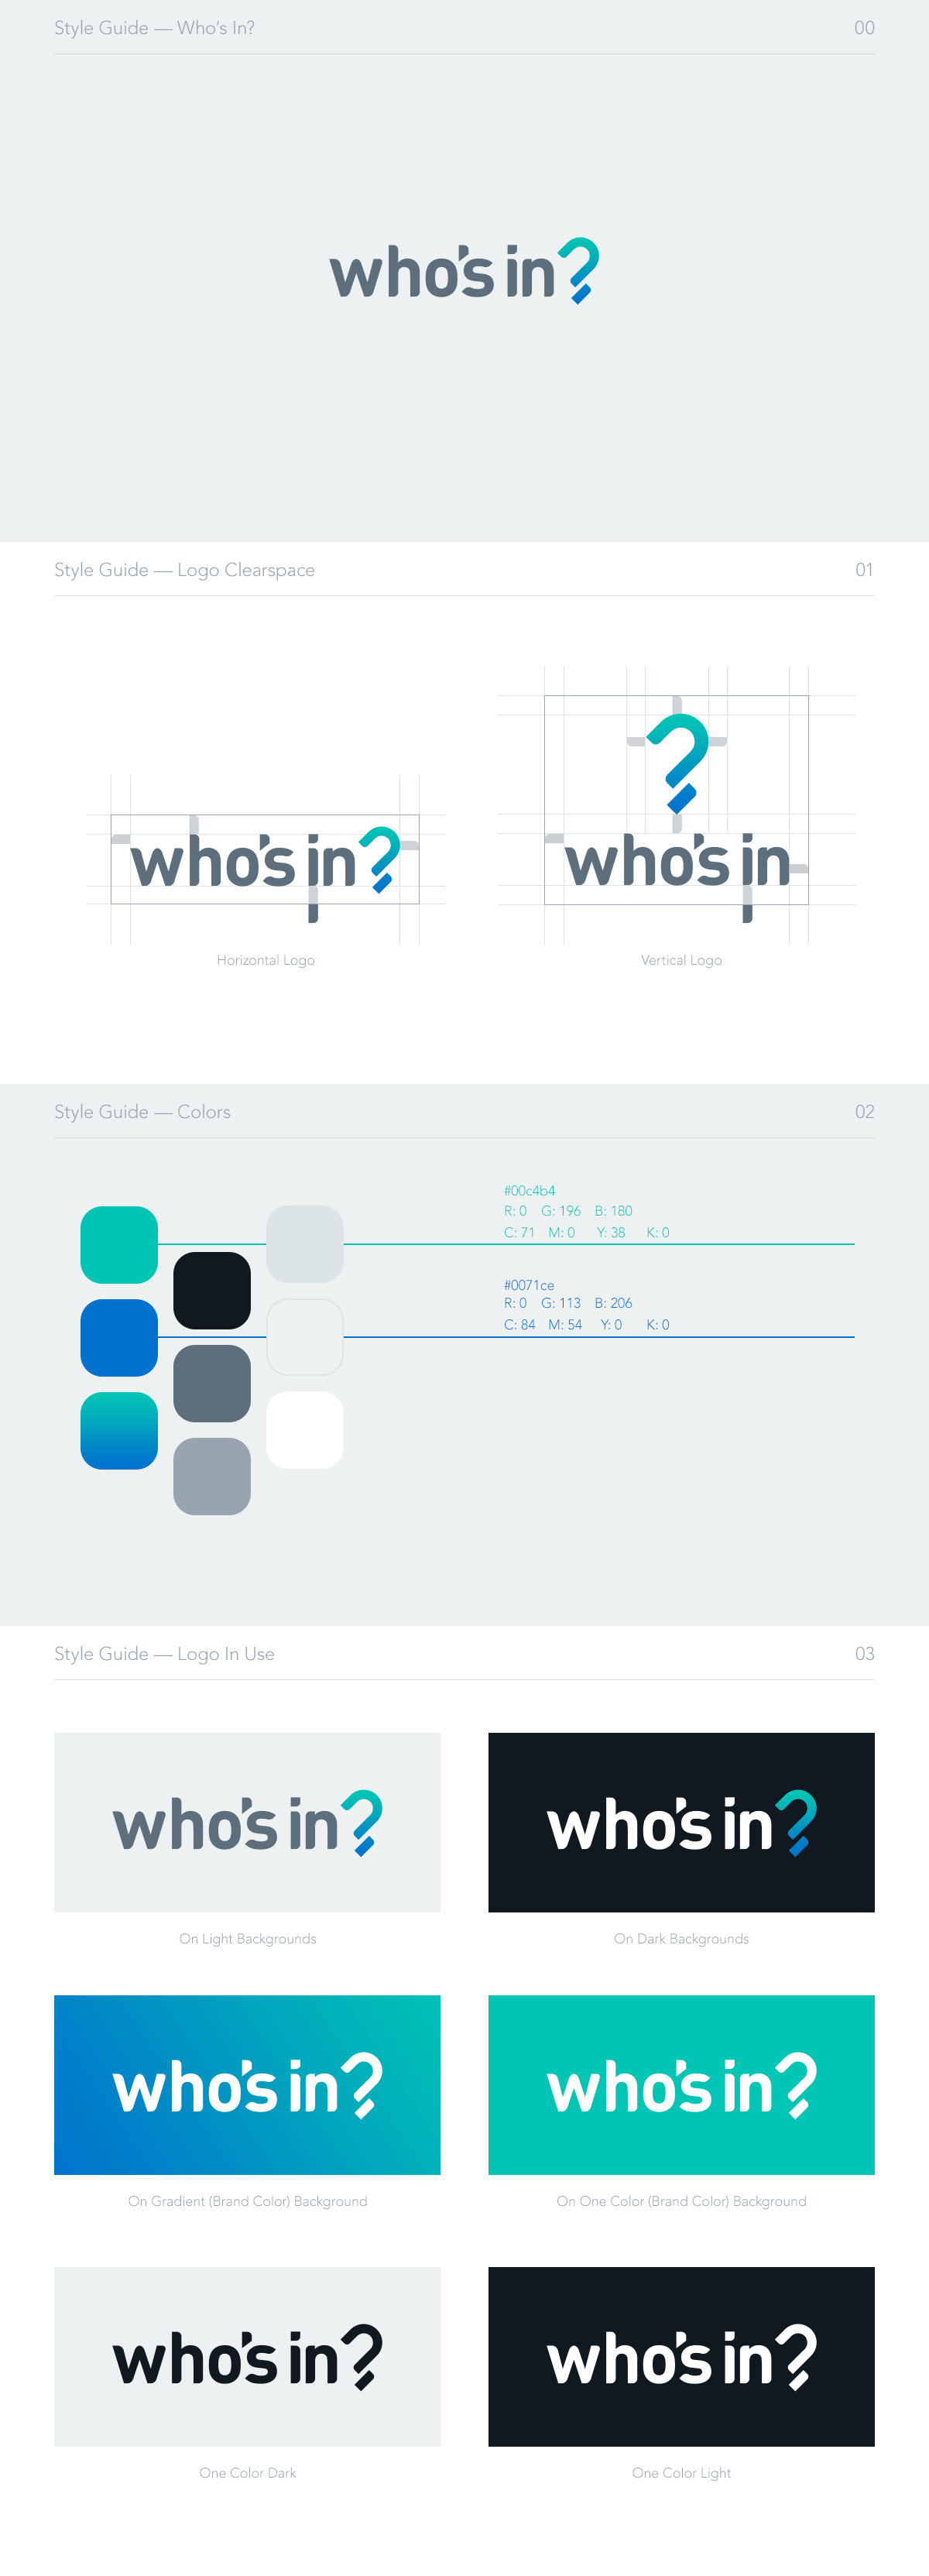 Style Guide — Who’s In?
00
who’s in?
Style Guide — Logo Clearspace
01
who’s in?
Horizontal Logo
?
who’s in
Vertical Logo
Style Guide — Colors
02
#00c4b4
R: 0 G: 196 B: 180
C: 71 M: 0 Y: 38 K: 0
#0071ce
R: 0 G: 113 B: 206
C: 84 M: 54 Y: 0 K: 0
Style Guide — Logo In Use
03
who’s in?
On Light Backgrounds
who’s in?
On Dark Backgrounds
who’s in?
On Gradient (Brand Color) Background
who’s in?
On One Color (Brand Color) Background
who’s in?
One Color Dark
who’s in?
One Color Light